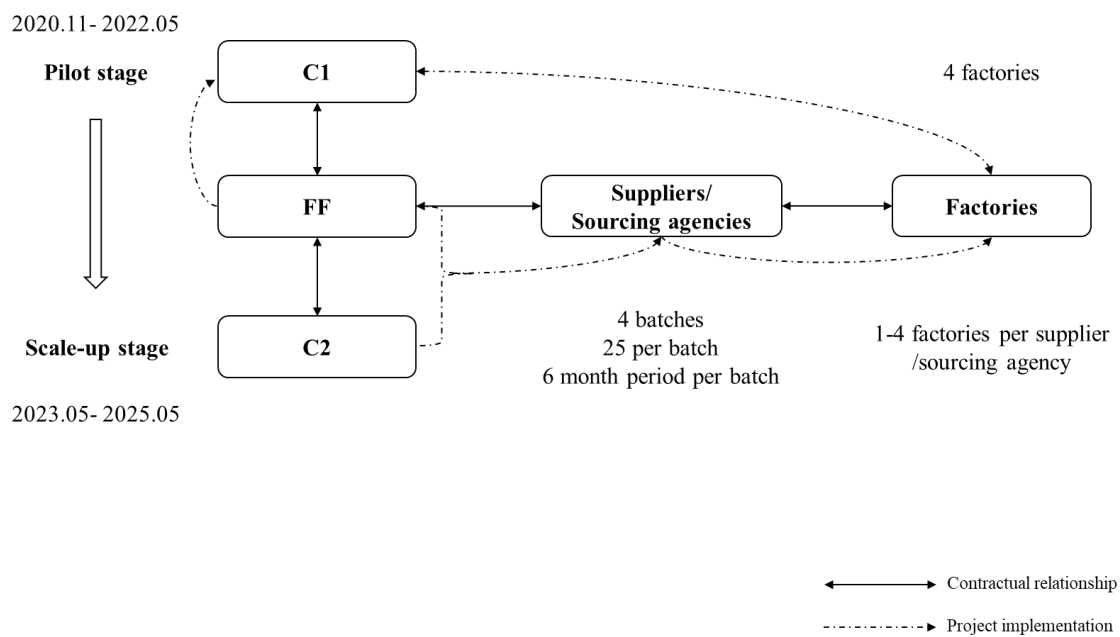 2020.11- 2022.05
Pilot stage
C1
4 factories
FF
Suppliers/
Sourcing agencies
Factories
Scale-up stage
C2
4 batches
25 per batch
6 month period per batch
1-4 factories per supplier
/sourcing agency
2023.05- 2025.05
Contractual relationship
Project implementation